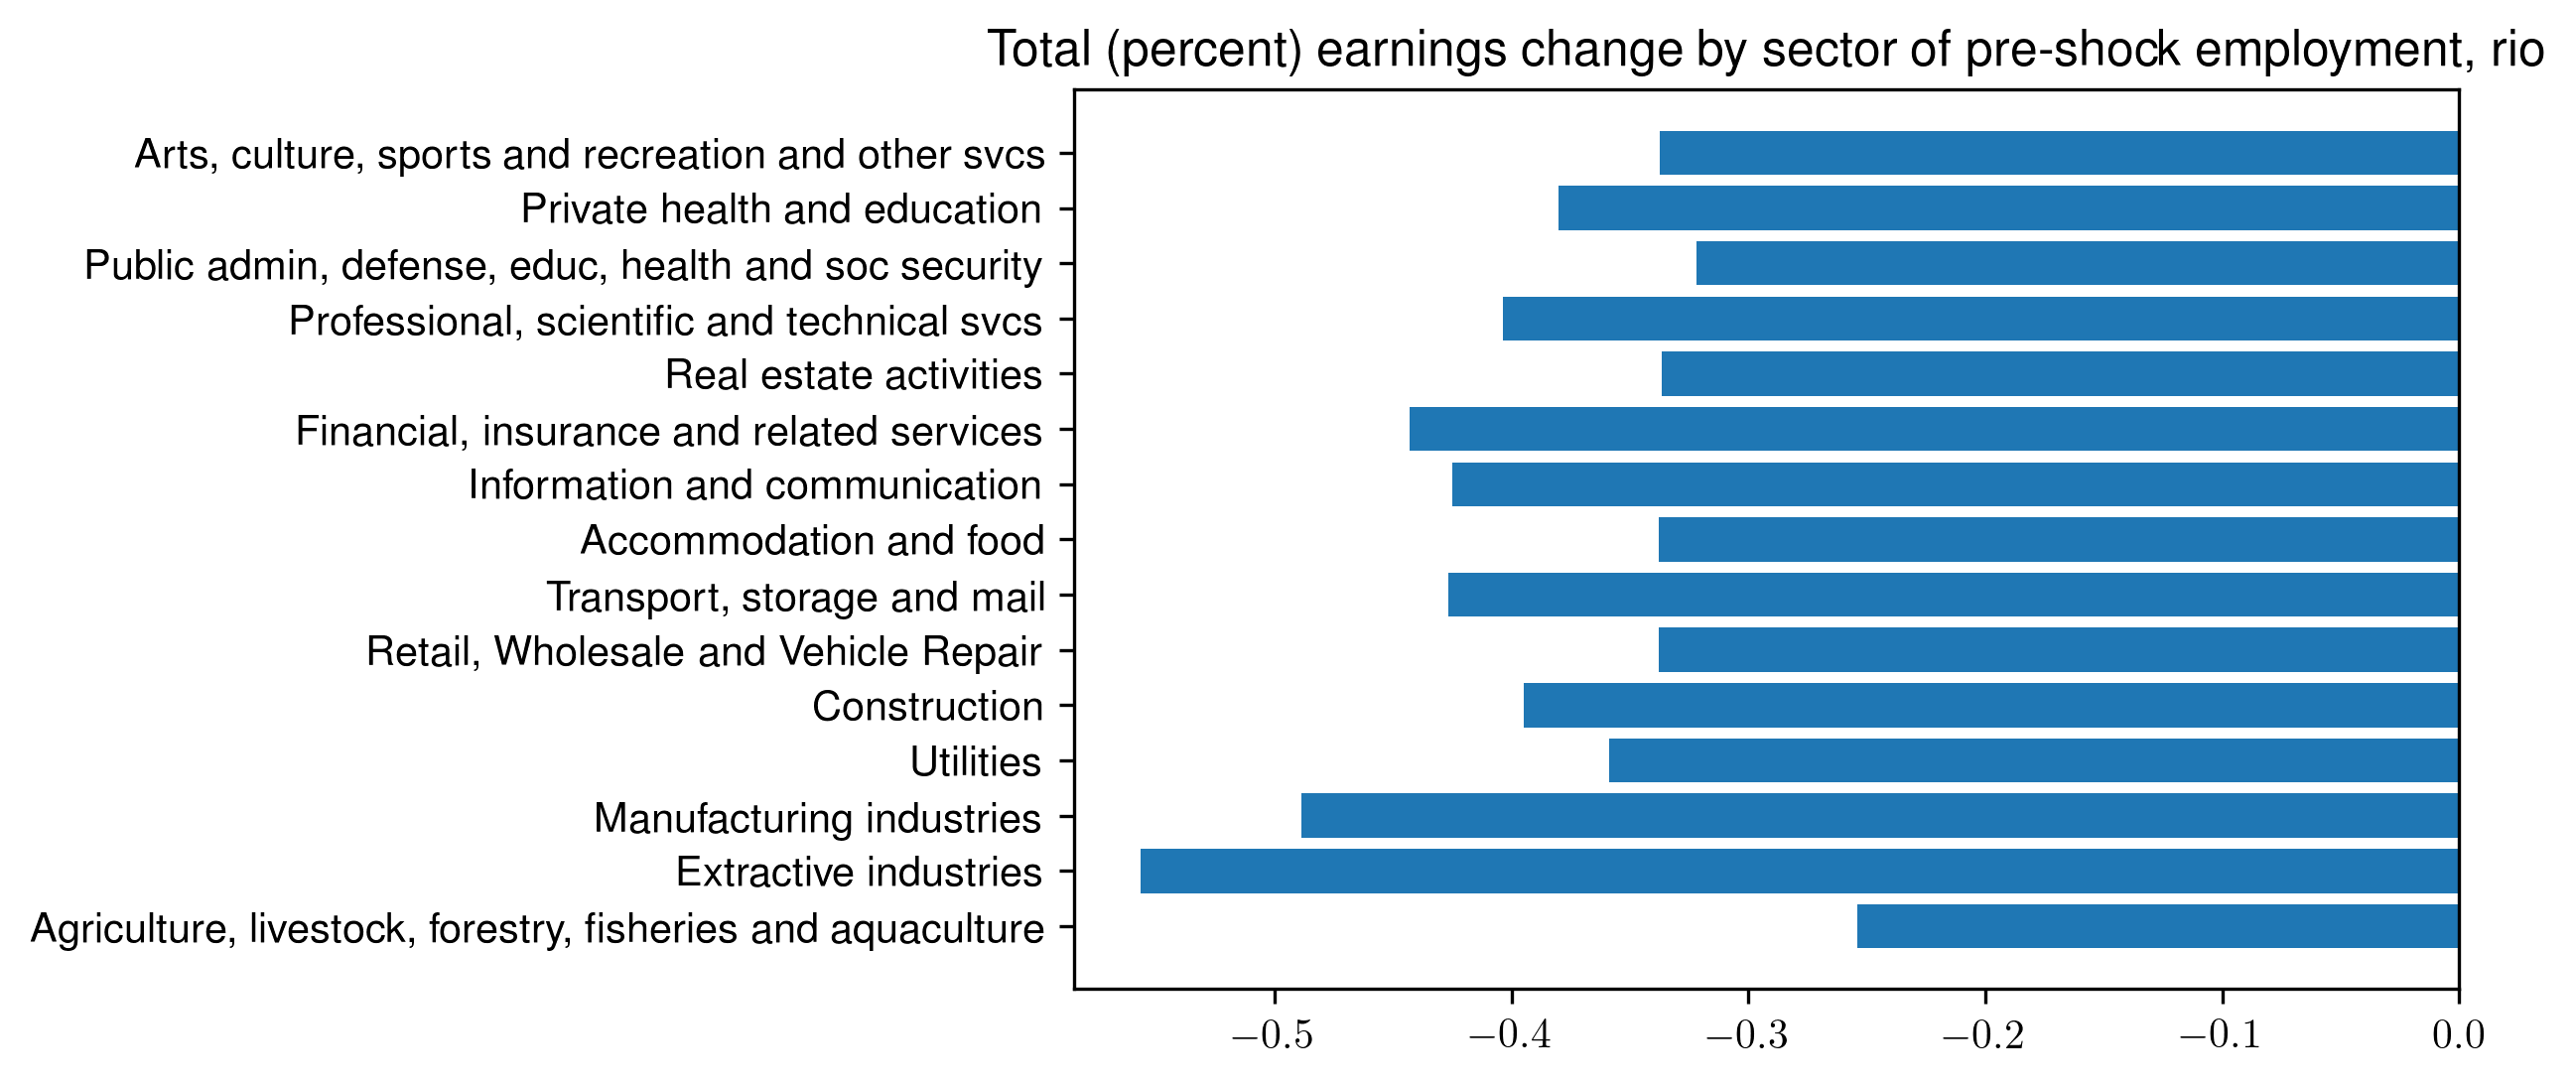 Total (percent) earnings change by sector of pre-shock employment, rio
Arts, culture, sports and recreation and other svcs
Private health and education
Public admin, defense, educ, health and soc security
Professional, scientific and technical svcs
Real estate activities
Financial, insurance and related services
Information and communication
Accommodation and food
Transport, storage and mail
Retail, Wholesale and Vehicle Repair
Construction
Utilities
Manufacturing industries
Extractive industries
Agriculture, livestock, forestry, fisheries and aquaculture
−0.5 −0.4 −0.3 −0.2 −0.1 0.0